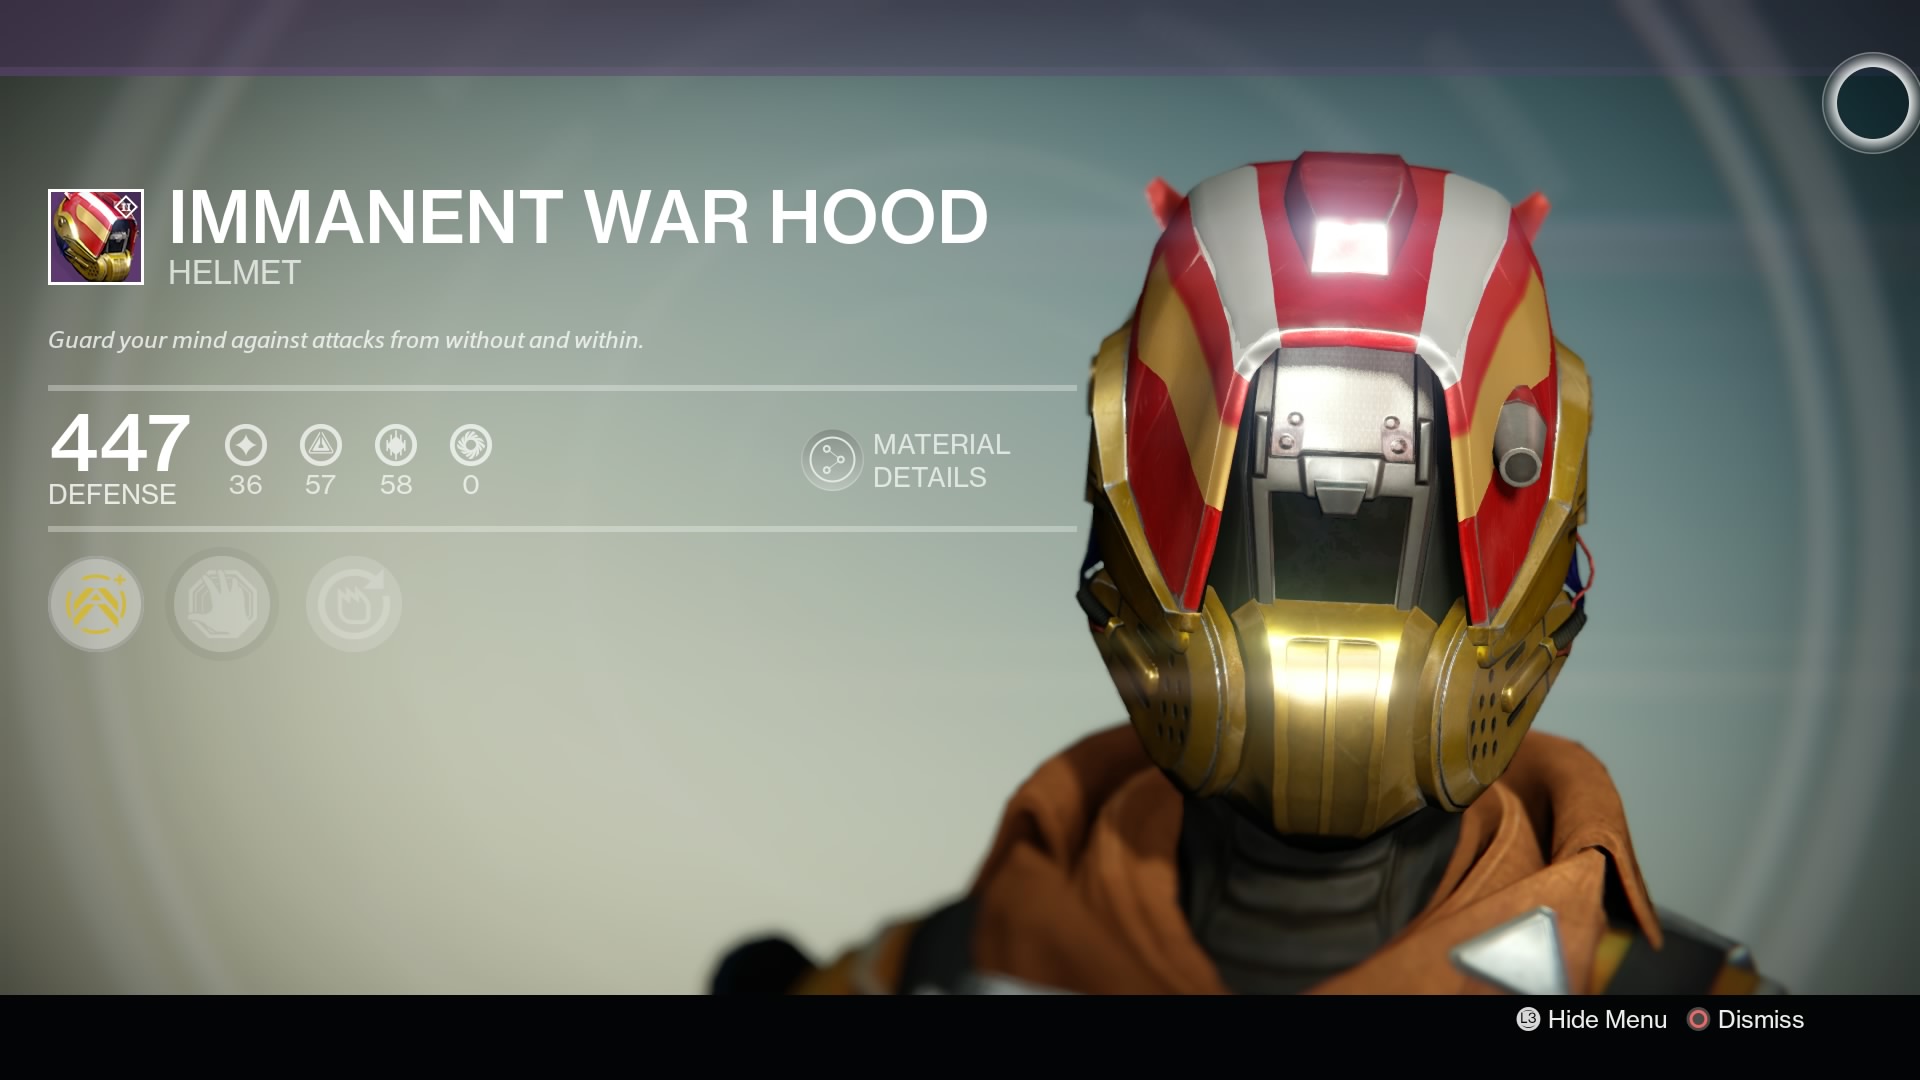 IMMANENT WAR HOOD
HELMET
Guard your mind against attacks from without and within.
447
DEFENSE
36 57 58 0
MATERIAL
DETAILS
L3 Hide Menu Dismiss